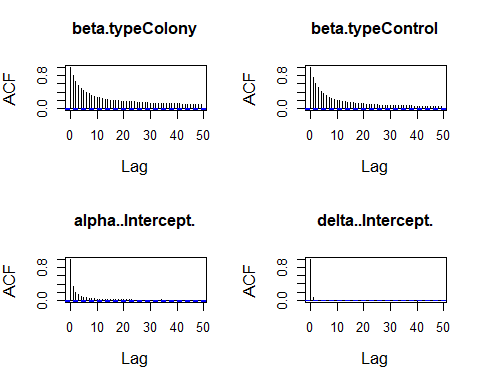 beta.typeColony
ACF
0.0 0.8
0 10 20 30 40 50
Lag
beta.typeControl
ACF
0.0 0.8
0 10 20 30 40 50
Lag
alpha..Intercept.
ACF
0.0 0.8
0 10 20 30 40 50
Lag
delta..Intercept.
ACF
0.0 0.8
0 10 20 30 40 50
Lag